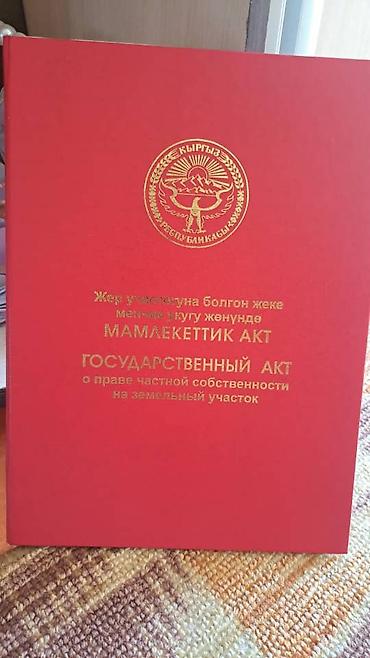 КЫРГЫЗ
РЕСПУБЛИКАСЫ
Жер участогуна болгон жеке
менчик укугу жөнүндө
МАМЛЕКЕТТИК АКТ
ГОСУДАРСТВЕННЫЙ АКТ
о праве частной собственности
на земельный участок